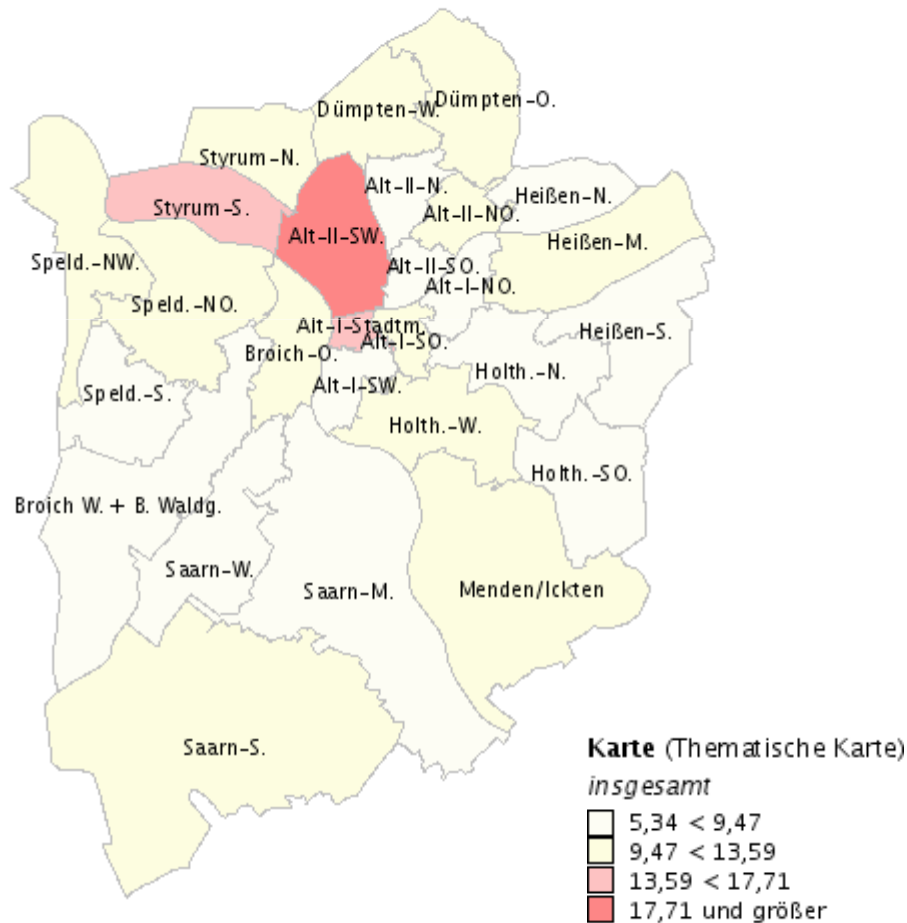 Dümpten-W.
Dümpten-O.
Styrum-N.
Alt-II-N.
Heißen-N.
Styrum-S.
Alt-II-NO.
Alt-II-SW.
Heißen-M.
Speld.-NW.
Alt-II-SO.
Alt-I-NO.
Speld.-NO.
Alt-I-Stadtm.
Heißen-S.
Alt-I-SO.
Broich-O.
Holth.-N.
Alt-I-SW.
Speld.-S.
Holth.-W.
Holth.-SO.
Broich W. + B. Waldg.
Saarn-W.
Saarn-M.
Menden/Ickten
Saarn-S.
Karte (Thematische Karte)
insgesamt
5,34 < 9,47
9,47 < 13,59
13,59 < 17,71
17,71 und größer